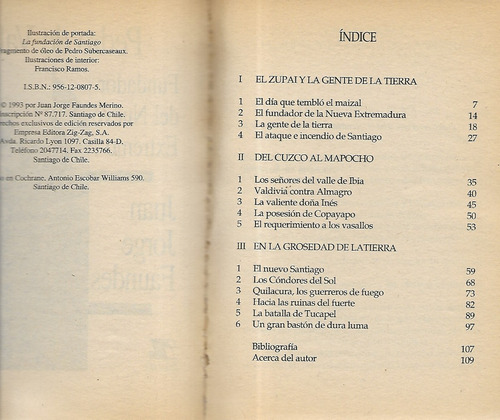 Ilustración de portada:
La fundación de Santiago
fragmento de óleo de Pedro Subercaseaux.
Ilustraciones de interior:
Francisco Ramos.
I.S.B.N.: 956-12-0807-5.
© 1993 por Juan Jorge Faundes Merino.
Inscripción Nº 87.717. Santiago de Chile.
exclusivos de edición reservados por
Empresa Editora Zig-Zag, S.A.
Avda. Ricardo Lyon 1097. Casilla 84-D.
Teléfono 2047714. Fax 2235766.
Santiago de Chile.
en Cochrane. Antonio Escobar Williams 590.
Santiago de Chile.
ÍNDICE
I EL ZUPAI Y LA GENTE DE LA TIERRA
1 El día que tembló el maizal 7
2 El fundador de la Nueva Extremadura 14
3 La gente de la tierra 18
4 El ataque e incendio de Santiago 27
II DEL CUZCO AL MAPOCHO
1 Los señores del valle de Ibia 35
2 Valdivia contra Almagro 40
3 La valiente doña Inés 45
4 La posesión de Copayapo 50
5 El requerimiento a los vasallos 53
III EN LA GROSEDAD DE LATIERRA
1 El nuevo Santiago 59
2 Los Cóndores del Sol 68
3 Quilacura, los guerreros de fuego 73
4 Hacia las ruinas del fuerte 82
5 La batalla de Tucapel 89
6 Un gran bastón de dura luma 97
Bibliografía 107
Acerca del autor 109